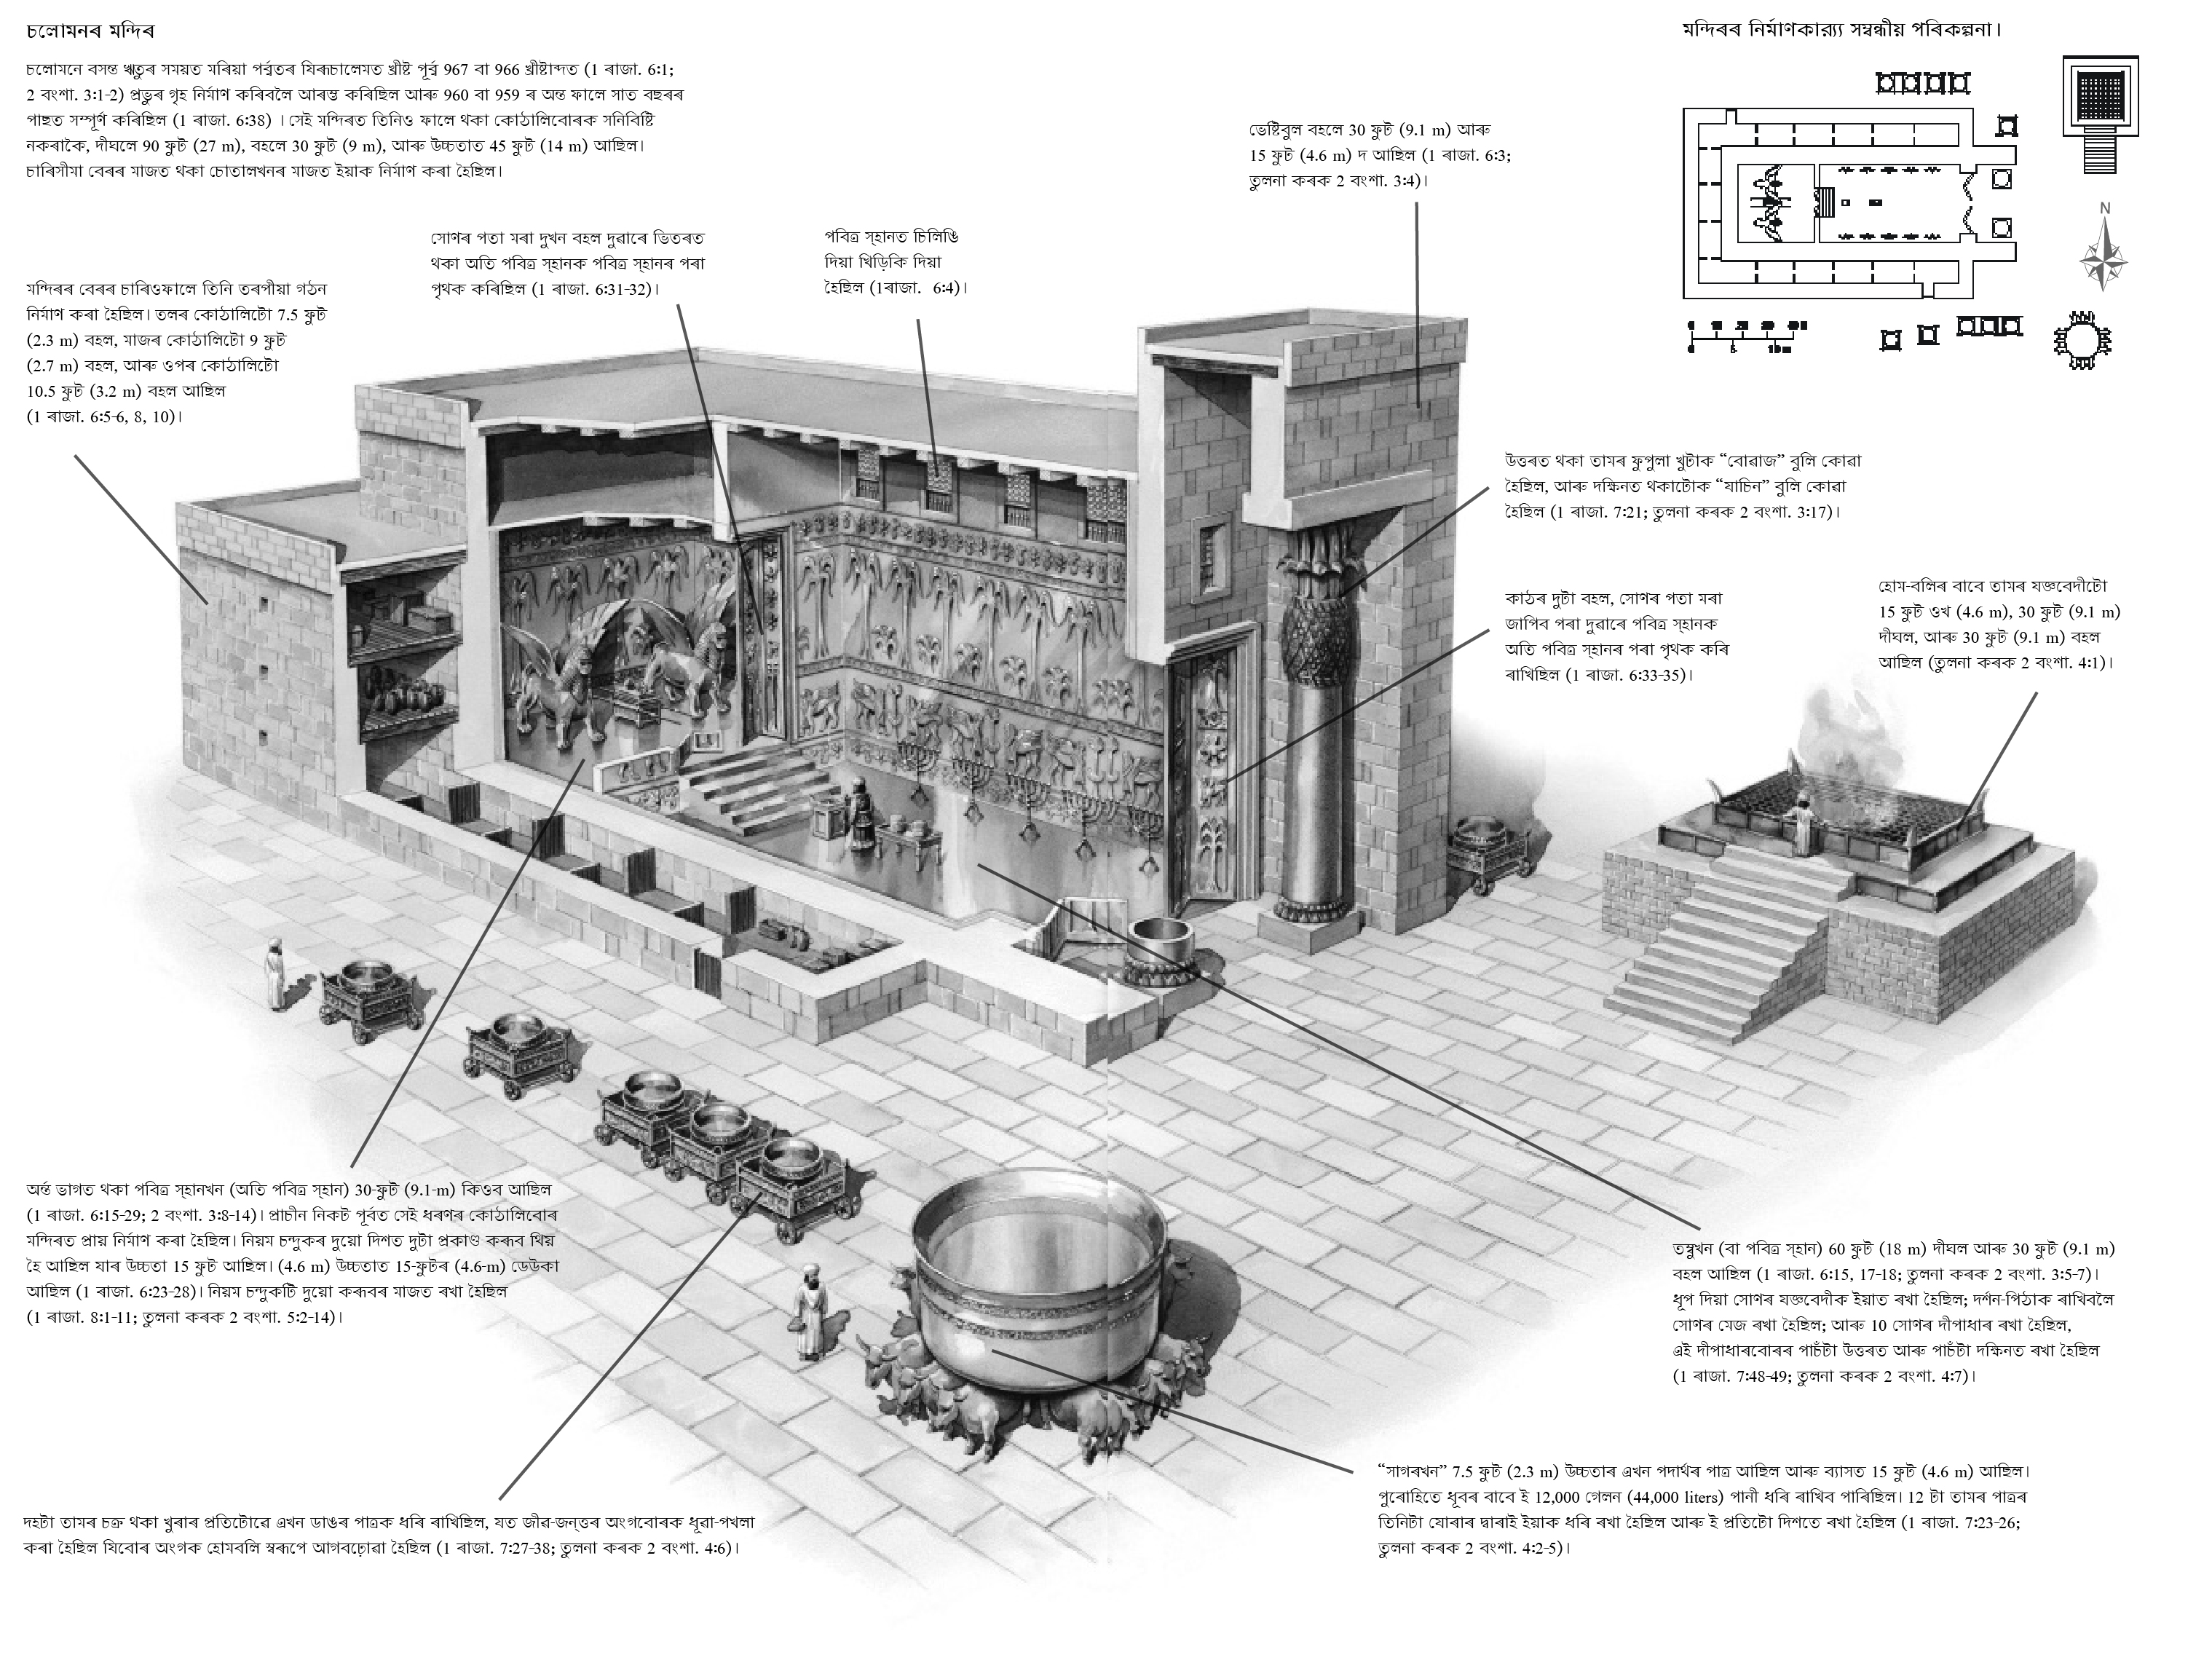 চলোমনৰ মন্দিৰ
চলোমনে বসন্ত ঋতুৰ সময়ত মৰিয়া পৰ্ব্বতৰ যিৰূচালেমত খ্ৰীষ্ট পূৰ্ব্ব 967 বা 966 খ্ৰীষ্টাব্দত (1 ৰাজা. 6:1;
2 বংশা. 3:1-2) প্ৰভুৰ গৃহ নিৰ্মাণ কৰিবলৈ আৰম্ভ কৰিছিল আৰু 960 বা 959 ৰ অন্ত ফালে সাত বছৰৰ
পাছত সম্পূৰ্ণ কৰিছিল (1 ৰাজা. 6:38) । সেই মন্দিৰত তিনিও ফালে থকা কোঠালিবোৰক সনিবিষ্টি
নকৰাকৈ, দীঘলে 90 ফুট (27 m), বহলে 30 ফুট (9 m), আৰু উচ্চতাত 45 ফুট (14 m) আছিল।
চাৰিসীমা বেৰৰ মাজত থকা চোতালখনৰ মাজত ইয়াক নিৰ্মাণ কৰা হৈছিল।
মন্দিৰৰ নিৰ্মাণকাৰ্য্য সম্বন্ধীয় পৰিকল্পনা।
N
ভেষ্টিবুল বহলে 30 ফুট (9.1 m) আৰু
15 ফুট (4.6 m) দ আছিল (1 ৰাজা. 6:3;
তুলনা কৰক 2 বংশা. 3:4)।
সোণৰ পতা মৰা দুখন বহল দুৱাৰে ভিতৰত
থকা অতি পবিত্ৰ স্হানক পবিত্ৰ স্হানৰ পৰা
পৃথক কৰিছিল (1 ৰাজা. 6:31-32)।
পবিত্ৰ স্হানত চিলিঙি
দিয়া খিড়িকি দিয়া
হৈছিল (1ৰাজা. 6:4)।
মন্দিৰৰ বেৰৰ চাৰিওফালে তিনি তৰপীয়া গঠন
নিৰ্মাণ কৰা হৈছিল। তলৰ কোঠালিটো 7.5 ফুট
(2.3 m) বহল, মাজৰ কোঠালিটো 9 ফুট
(2.7 m) বহল, আৰু ওপৰ কোঠালিটো
10.5 ফুট (3.2 m) বহল আছিল
(1 ৰাজা. 6:5-6, 8, 10)।
উত্তৰত থকা তামৰ ফুপুলা খুটাক “বোৱাজ” বুলি কোৱা
হৈছিল, আৰু দক্ষিনত থকাটোক “যাচিন” বুলি কোৱা
হৈছিল (1 ৰাজা. 7:21; তুলনা কৰক 2 বংশা. 3:17)।
কাঠৰ দুটা বহল, সোণৰ পতা মৰা
জাপিব পৰা দুৱাৰে পবিত্ৰ স্হানক
অতি পবিত্ৰ স্হানৰ পৰা পৃথক কৰি
ৰাখিছিল (1 ৰাজা. 6:33-35)।
হোম-বলিৰ বাবে তামৰ যজ্ঞবেদীটো
15 ফুট ওখ (4.6 m), 30 ফুট (9.1 m)
দীঘল, আৰু 30 ফুট (9.1 m) বহল
আছিল (তুলনা কৰক 2 বংশা. 4:1)।
অৰ্ন্ত ভাগত থকা পবিত্ৰ স্হানখন (অতি পবিত্ৰ স্হান) 30-ফুট (9.1-m) কিওব আছিল
(1 ৰাজা. 6:15-29; 2 বংশা. 3:8-14)। প্ৰাচীন নিকট পূৰ্বত সেই ধৰণৰ কোঠালিবোৰ
মন্দিৰত প্ৰায় নিৰ্মাণ কৰা হৈছিল। নিয়ম চন্দুকৰ দুয়ো দিশত দুটা প্ৰকাণ্ড কৰূব থিয়
হৈ আছিল যাৰ উচ্চতা 15 ফুট আছিল। (4.6 m) উচ্চতাত 15-ফুটৰ (4.6-m) ডেউকা
আছিল (1 ৰাজা. 6:23-28)। নিয়ম চন্দুকটি দুয়ো কৰূবৰ মাজত ৰখা হৈছিল
(1 ৰাজা. 8:1-11; তুলনা কৰক 2 বংশা. 5:2-14)।
তম্বুখন (বা পবিত্ৰ স্হান) 60 ফুট (18 m) দীঘল আৰু 30 ফুট (9.1 m)
বহল আছিল (1 ৰাজা. 6:15, 17-18; তুলনা কৰক 2 বংশা. 3:5-7)।
ধূপ দিয়া সোণৰ যজ্ঞবেদীক ইয়াত ৰখা হৈছিল; দৰ্শন-পিঠাক ৰাখিবলৈ
সোণৰ মেজ ৰখা হৈছিল; আৰু 10 সোণৰ দীপাধাৰ ৰখা হৈছিল,
এই দীপাধাৰবোৰৰ পাচঁটা উত্তৰত আৰু পাচঁটা দক্ষিনত ৰখা হৈছিল
(1 ৰাজা. 7:48-49; তুলনা কৰক 2 বংশা. 4:7)।
“সাগৰখন” 7.5 ফুট (2.3 m) উচ্চতাৰ এখন পদাৰ্থৰ পাত্ৰ আছিল আৰু ব্যাসত 15 ফুট (4.6 m) আছিল।
পুৰোহিতে ধূবৰ বাবে ই 12,000 গেলন (44,000 liters) পানী ধৰি ৰাখিব পাৰিছিল। 12 টা তামৰ পাত্ৰৰ
তিনিটা যোৰাৰ দ্বাৰাই ইয়াক ধৰি ৰখা হৈছিল আৰু ই প্ৰতিটো দিশতে ৰখা হৈছিল (1 ৰাজা. 7:23-26;
তুলনা কৰক 2 বংশা. 4:2-5)।
দহটা তামৰ চক্ৰ থকা খুৰাৰ প্ৰতিটোৱে এখন ডাঙৰ পাত্ৰক ধৰি ৰাখিছিল, যত জীৱ-জন্তুৰ অংগবোৰক ধূৱা-পখলা
কৰা হৈছিল যিবোৰ অংগক হোমবলি স্বৰূপে আগবঢ়োৱা হৈছিল (1 ৰাজা. 7:27-38; তুলনা কৰক 2 বংশা. 4:6)।